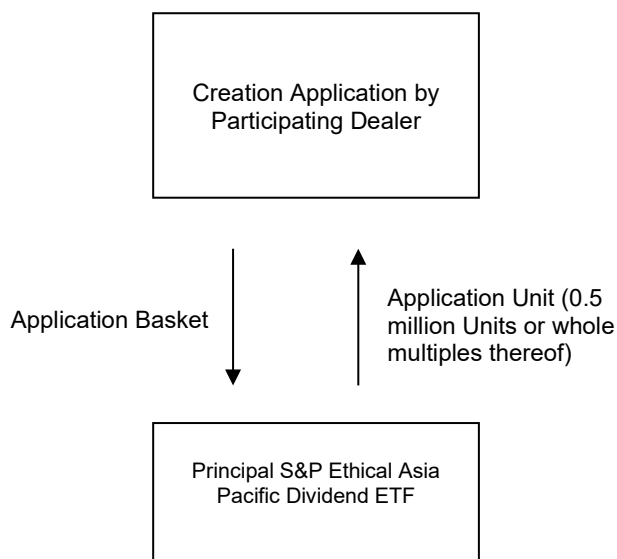 Creation Application by
Participating Dealer
Application Basket
Application Unit (0.5
million Units or whole
multiples thereof)
Principal S&P Ethical Asia
Pacific Dividend ETF